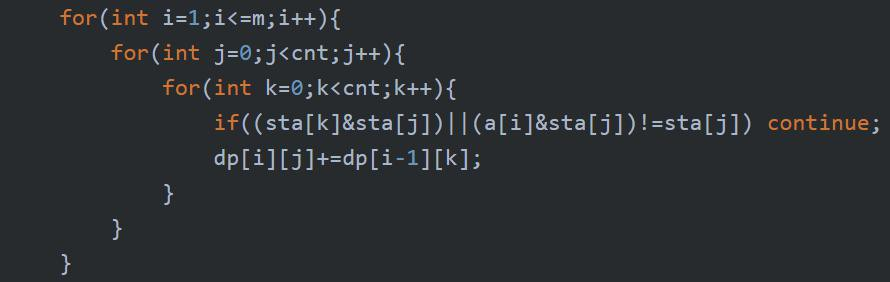 for(int i=1;i<=m;i++){
    for(int j=0;j<cnt;j++){
        for(int k=0;k<cnt;k++){
            if((sta[k]&sta[j])||(a[i]&sta[j])!=sta[j]) continue;
            dp[i][j]+=dp[i-1][k];
        }
    }
}